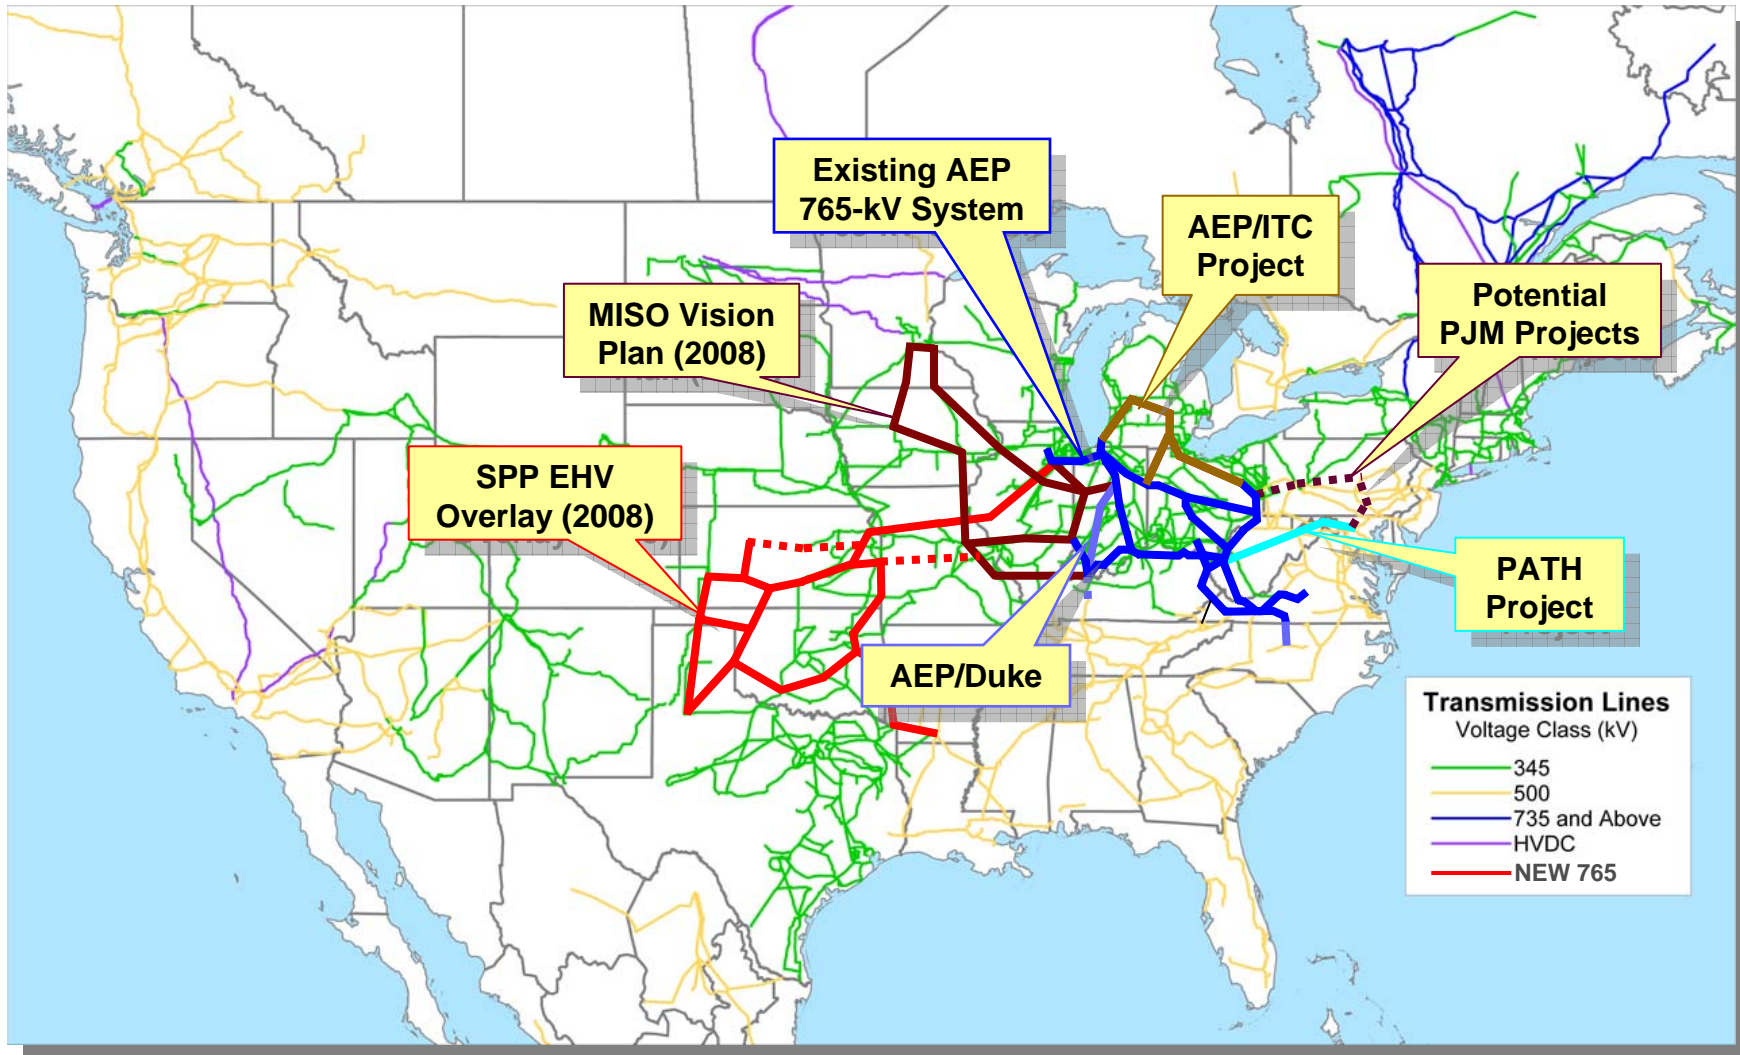 Existing AEP
765-kV System
AEP/ITC
Project
Potential
PJM Projects
MISO Vision
Plan (2008)
SPP EHV
Overlay (2008)
PATH
Project
AEP/Duke
Transmission Lines
Voltage Class (kV)
345
500
735 and Above
HVDC
NEW 765